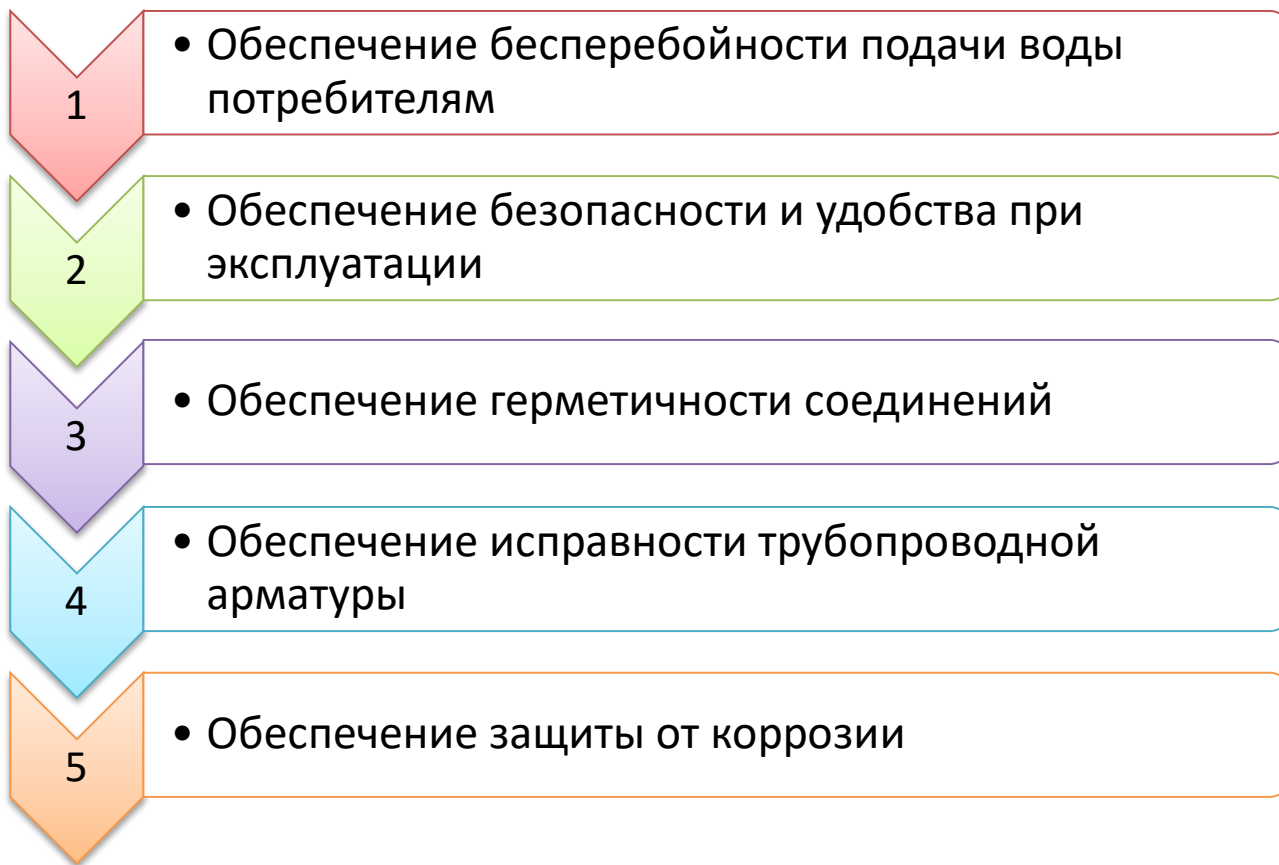 1
• Обеспечение бесперебойности подачи воды
потребителям
2
• Обеспечение безопасности и удобства при
эксплуатации
3
• Обеспечение герметичности соединений
4
• Обеспечение исправности трубопроводной
арматуры
5
• Обеспечение защиты от коррозии